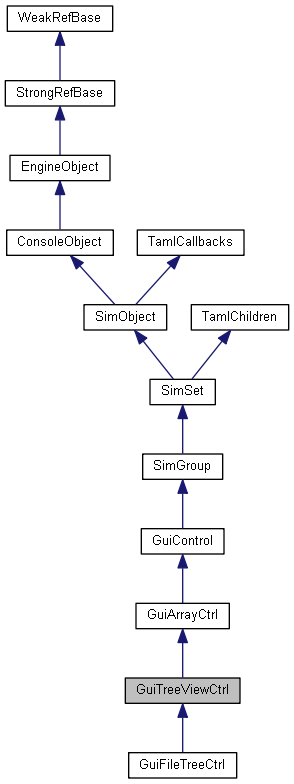 WeakRefBase
StrongRefBase
EngineObject
ConsoleObject
TamlCallbacks
SimObject
TamlChildren
SimSet
SimGroup
GuiControl
GuiArrayCtrl
GuiTreeViewCtrl
GuiFileTreeCtrl